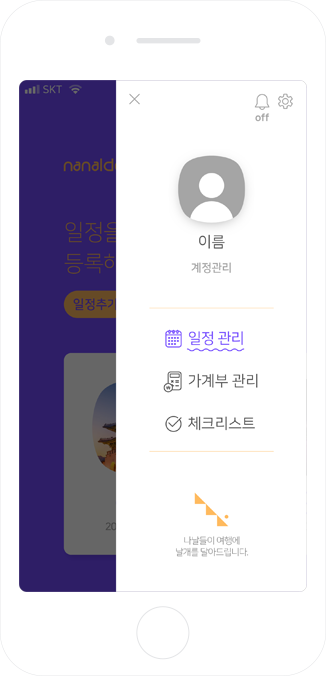 SKT
off
nanald
일정을
등록하
일정추가
이름
계정관리
일정 관리
가계부 관리
체크리스트
20
나날들이 여행에
날개를 달아드립니다.